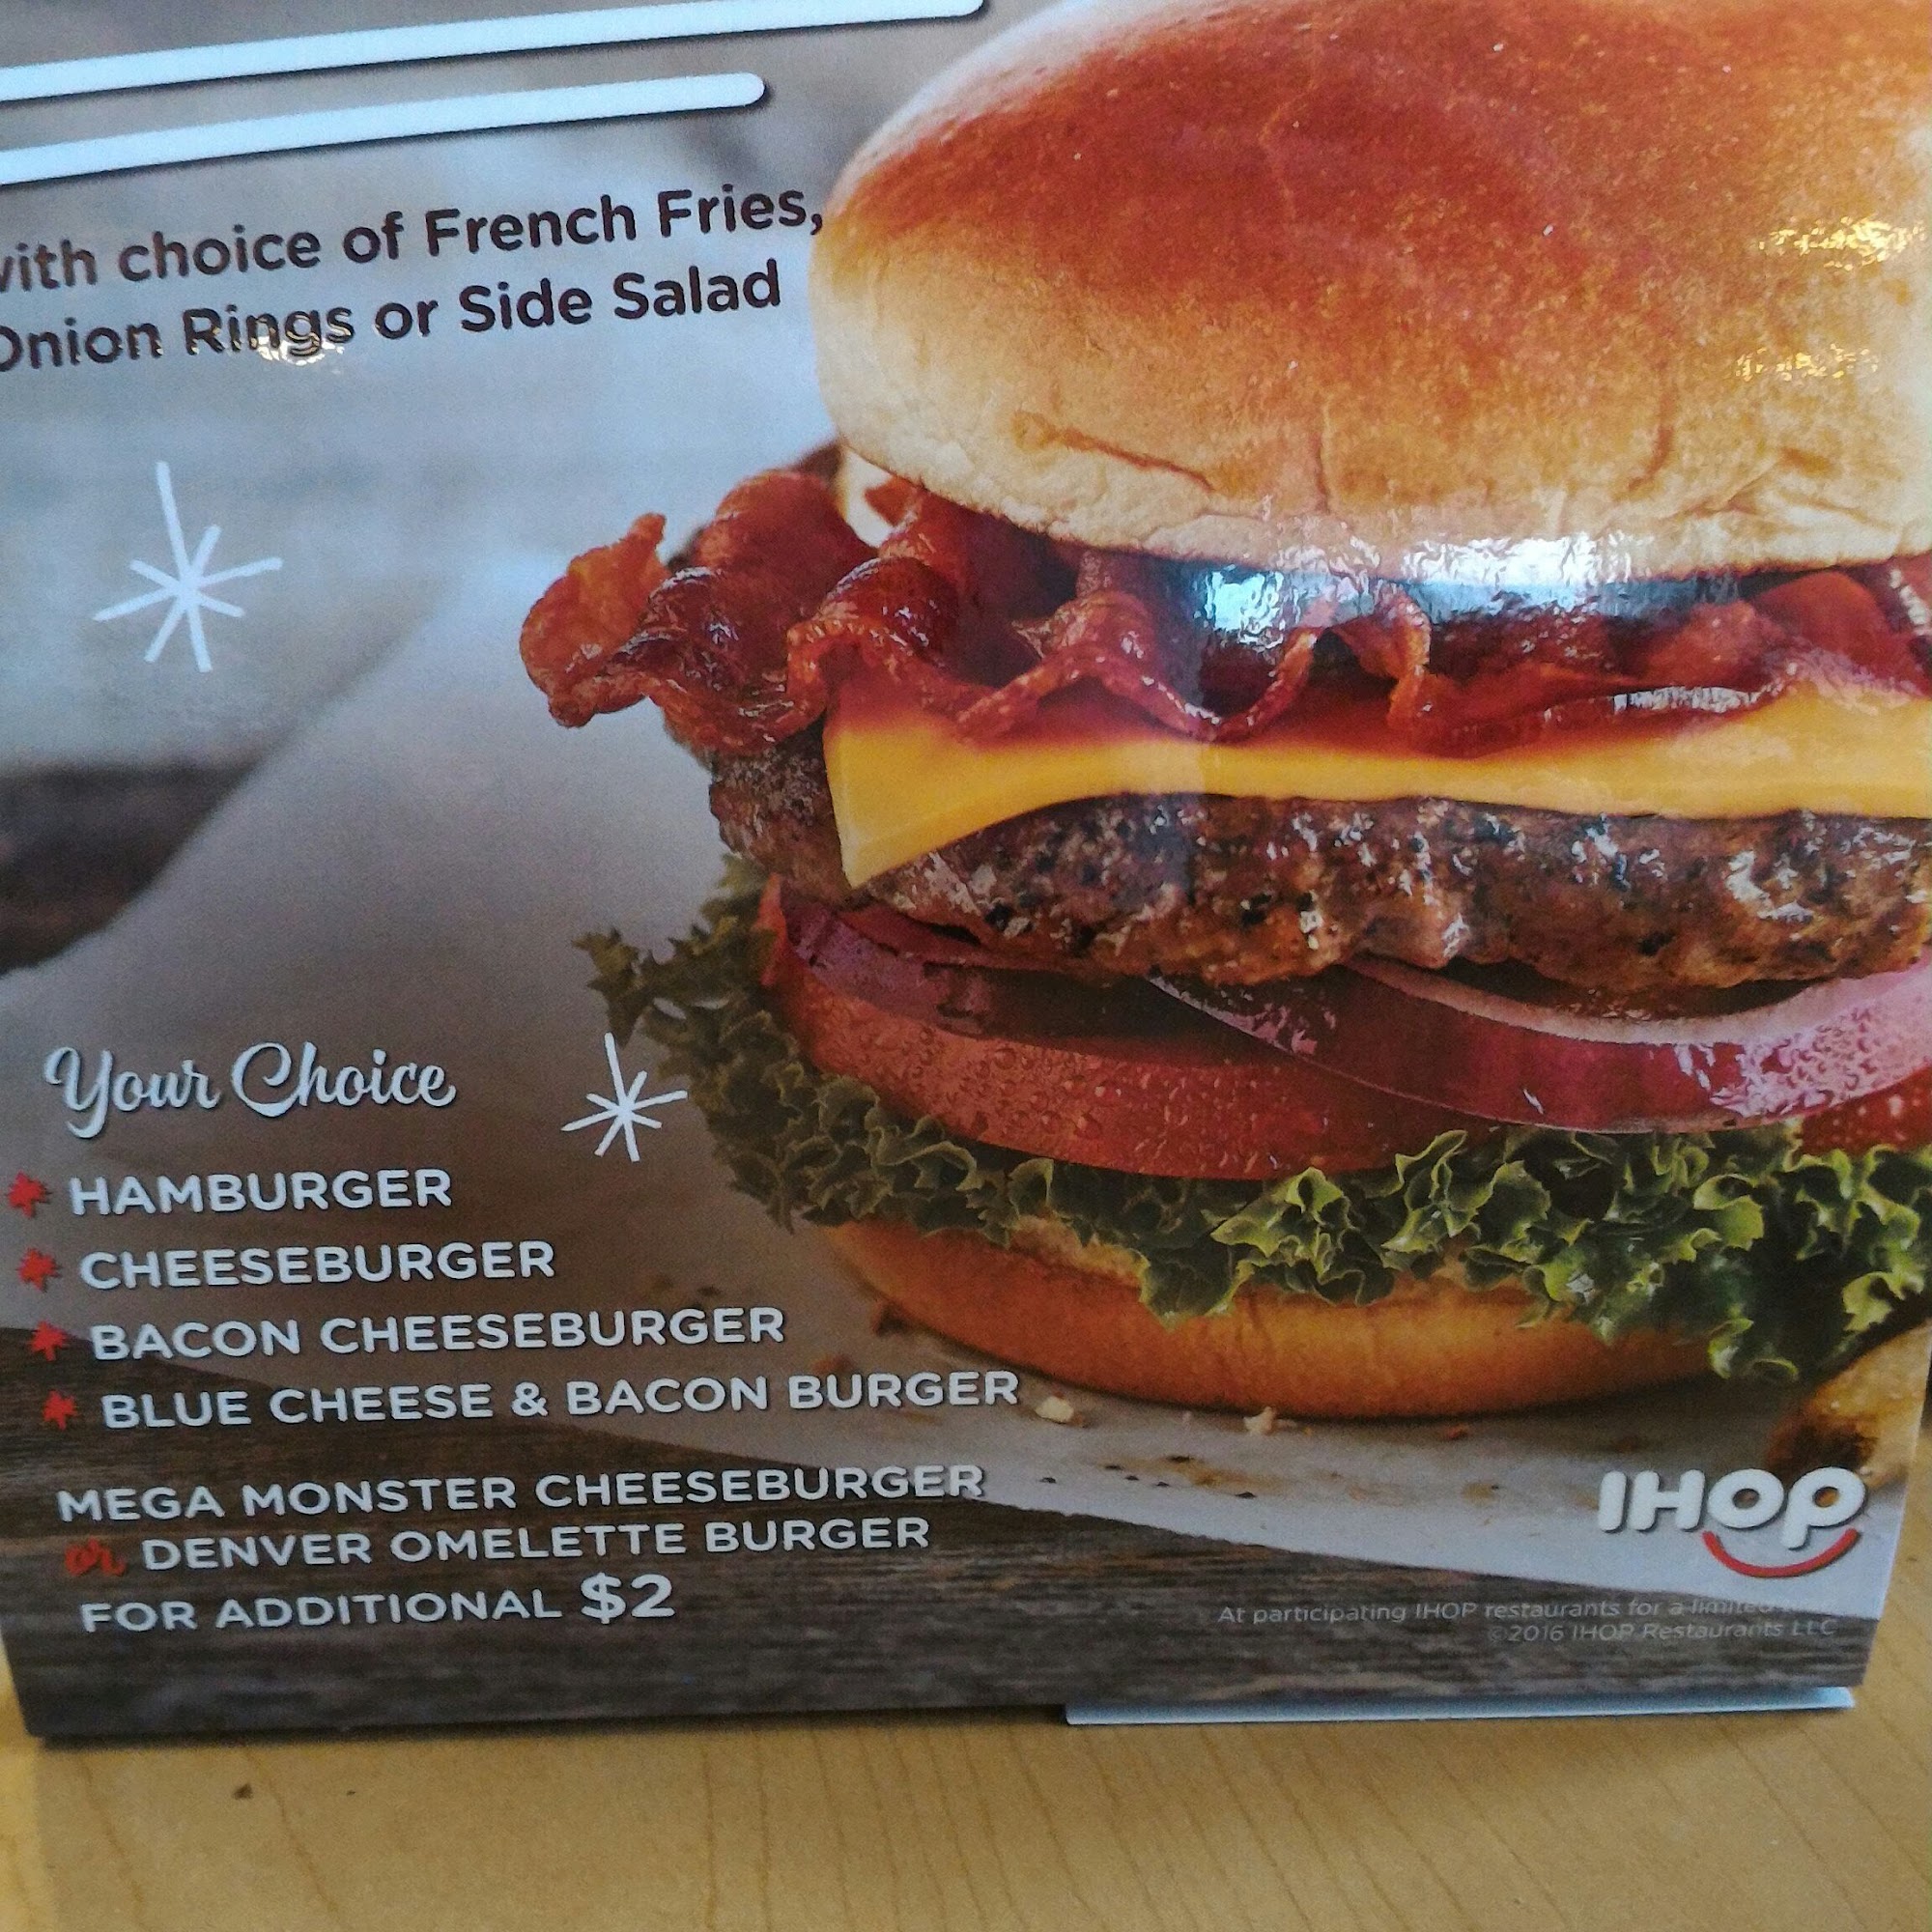 with choice of French Fries,
Onion Rings or Side Salad
Your Choice
HAMBURGER
CHEESEBURGER
BACON CHEESEBURGER
BLUE CHEESE & BACON BURGER
MEGA MONSTER CHEESEBURGER
or DENVER OMELETTE BURGER
FOR ADDITIONAL $2
IHOP
At participating IHOP restaurants for a limited
©2016 IHOP Restaurants LLC